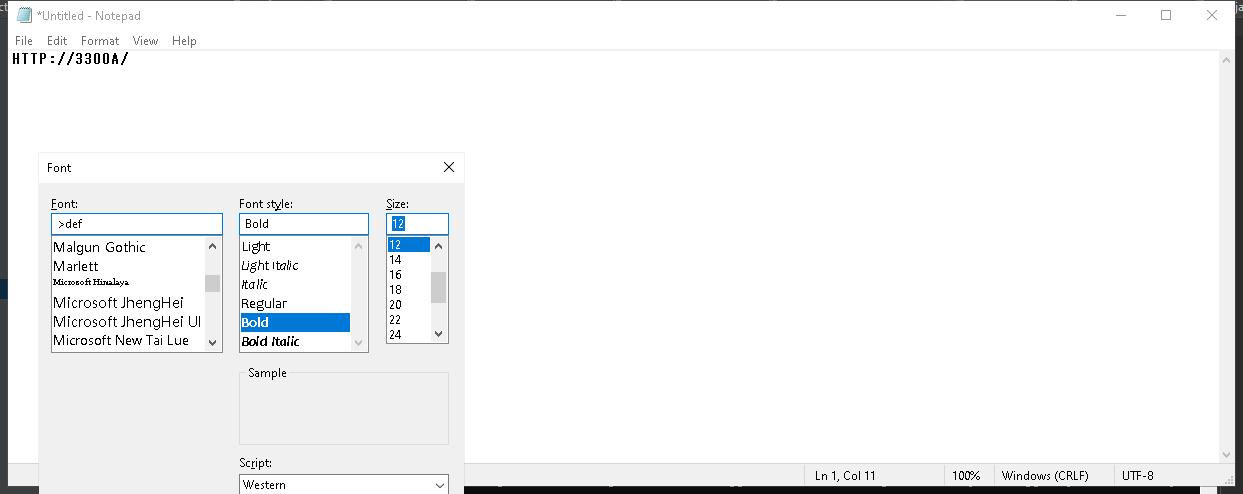 *Untitled - Notepad
File Edit Format View Help
HTTP://3300A/
Font
Font: Font style: Size:
>def Bold 12
Malgun Gothic
Marlett
Microsoft Himalaya
Microsoft JhengHei
Microsoft JhengHei UI
Microsoft New Tai Lue
Light
Light Italic
Italic
Regular
Bold
Bold Italic
12
14
16
18
20
22
24
Sample
Script:
Western
Ln 1, Col 11 100% Windows (CRLF) UTF-8